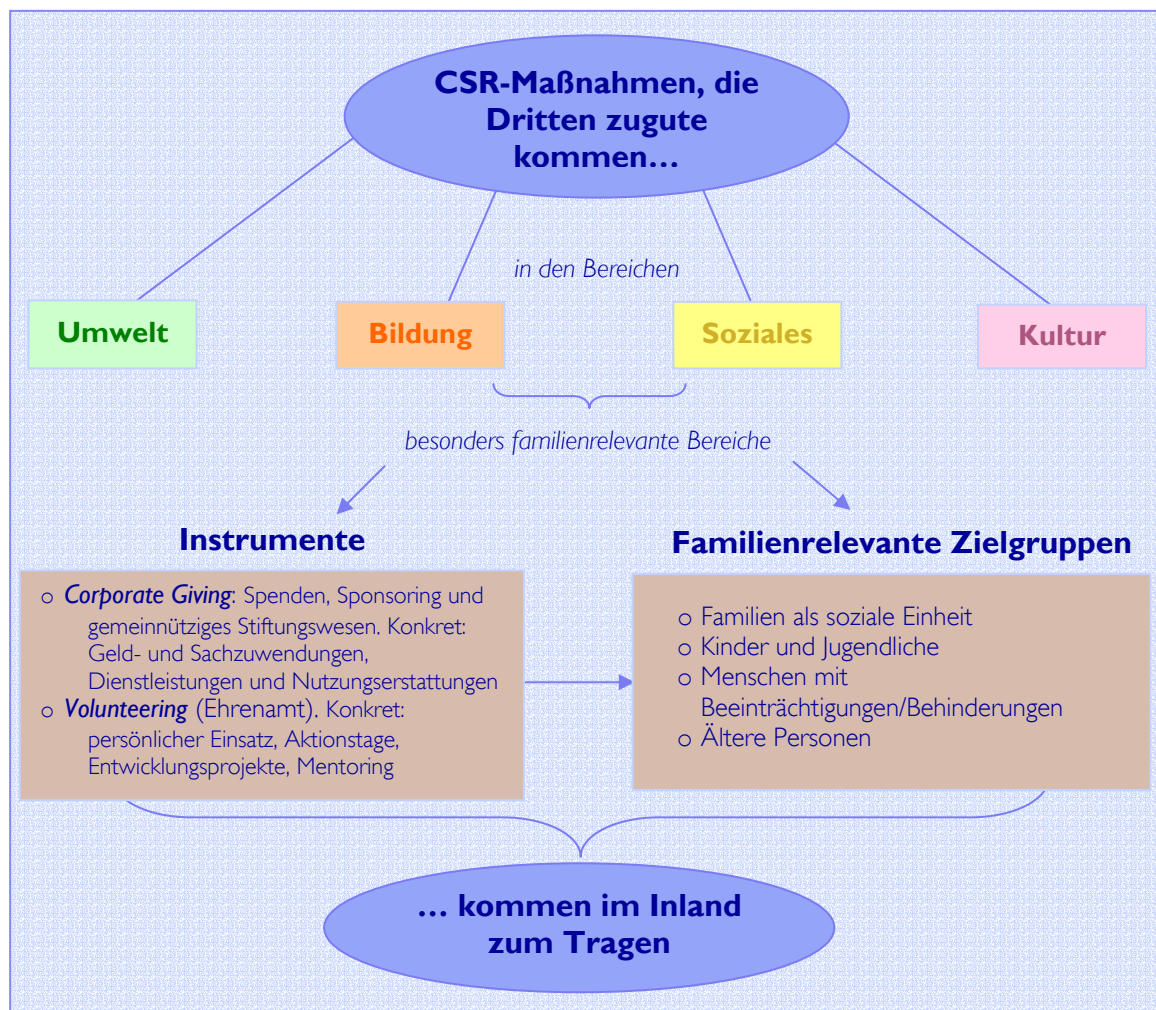 CSR-Maßnahmen, die
Dritten zugute
kommen…
in den Bereichen
Umwelt
Bildung
Soziales
Kultur
besonders familienrelevante Bereiche
Instrumente
o Corporate Giving: Spenden, Sponsoring und
gemeinnütziges Stiftungswesen. Konkret:
Geld- und Sachzuwendungen,
Dienstleistungen und Nutzungserstattungen
o Volunteering (Ehrenamt). Konkret:
persönlicher Einsatz, Aktionstage,
Entwicklungsprojekte, Mentoring
Familienrelevante Zielgruppen
o Familien als soziale Einheit
o Kinder und Jugendliche
o Menschen mit
Beeinträchtigungen/Behinderungen
o Ältere Personen
… kommen im Inland
zum Tragen